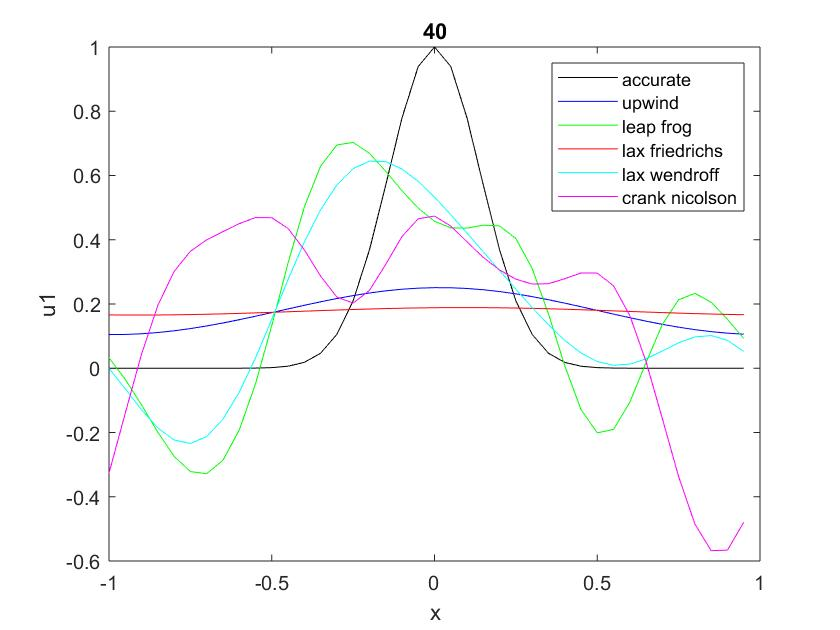 40
1
0.8
0.6
0.4
0.2
0
-0.2
-0.4
-0.6
u1
accurate
upwind
leap frog
lax friedrichs
lax wendroff
crank nicolson
-1 -0.5 0 0.5 1
x